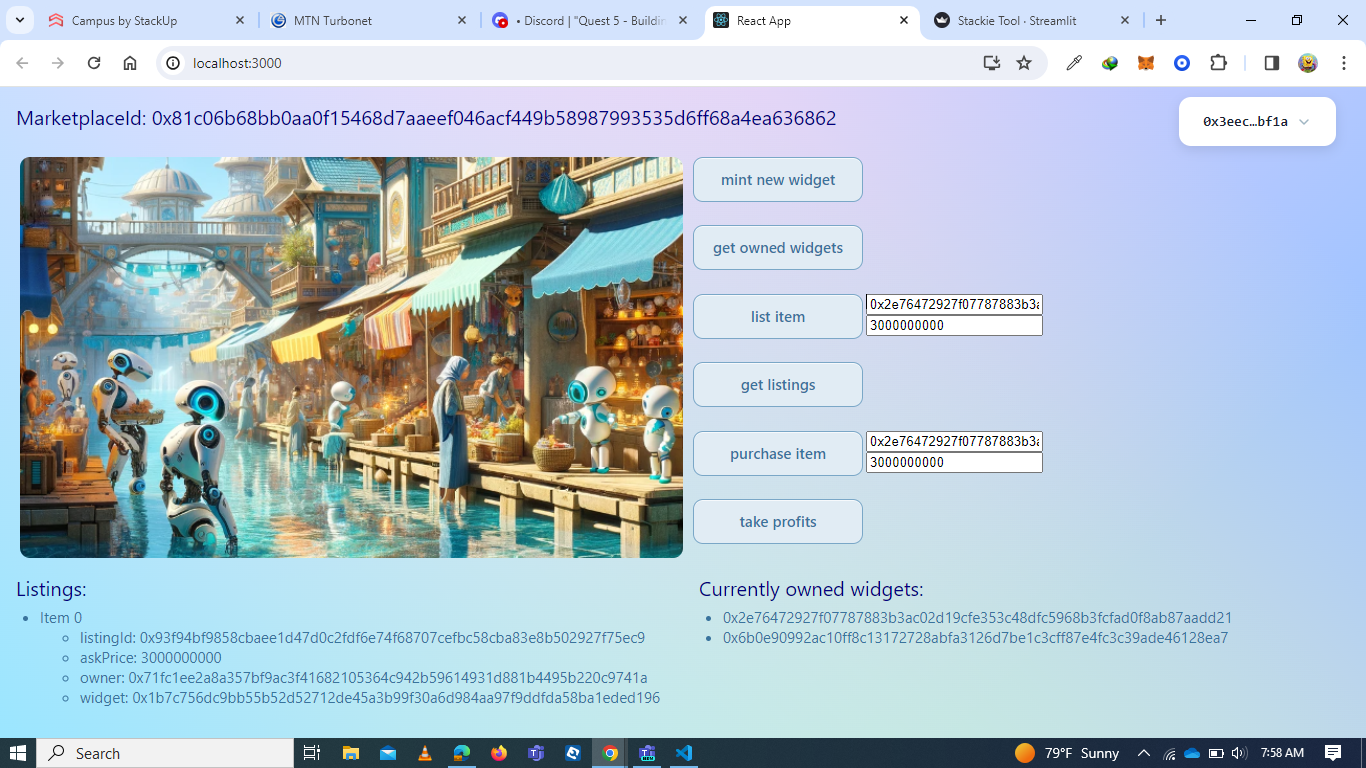 Campus by StackUp
MTN Turbonet
• Discord | "Quest 5 - Buildin
React App
Stackie Tool · Streamlit
localhost:3000
MarketplaceId: 0x81c06b68bb0aa0f15468d7aaeef046acf449b58987993535d6ff68a4ea636862
0x3eec…bf1a
mint new widget
get owned widgets
list item
0x2e76472927f07787883b3a
3000000000
get listings
purchase item
0x2e76472927f07787883b3a
3000000000
take profits
Listings:
Item 0
listingId: 0x93f94bf9858cbaee1d47d0c2fdf6e74f68707cefbc58cba83e8b502927f75ec9
askPrice: 3000000000
owner: 0x71fc1ee2a8a357bf9ac3f41682105364c942b59614931d881b4495b220c9741a
widget: 0x1b7c756dc9bb55b52d52712de45a3b99f30a6d984aa97f9ddfda58ba1eded196
Currently owned widgets:
0x2e76472927f07787883b3ac02d19cfe353c48dfc5968b3fcfad0f8ab87aadd21
0x6b0e90992ac10ff8c13172728abfa3126d7be1c3cff87e4fc3c39ade46128ea7
Search
79°F Sunny
7:58 AM